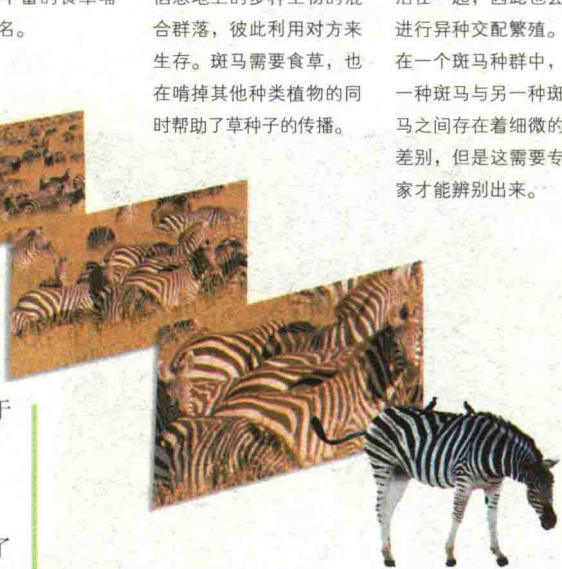 富的食草
名。
息地上的多种生物的混
合群落，彼此利用对方来
生存。斑马需要食草，也
在啃掉其他种类植物的同
时帮助了草种子的传播。
活在一起，因此也会
进行异种交配繁殖。
在一个斑马种群中，
一种斑马与另一种斑
马之间存在着细微的
差别，但是这需要专
家才能辨别出来。
于
了